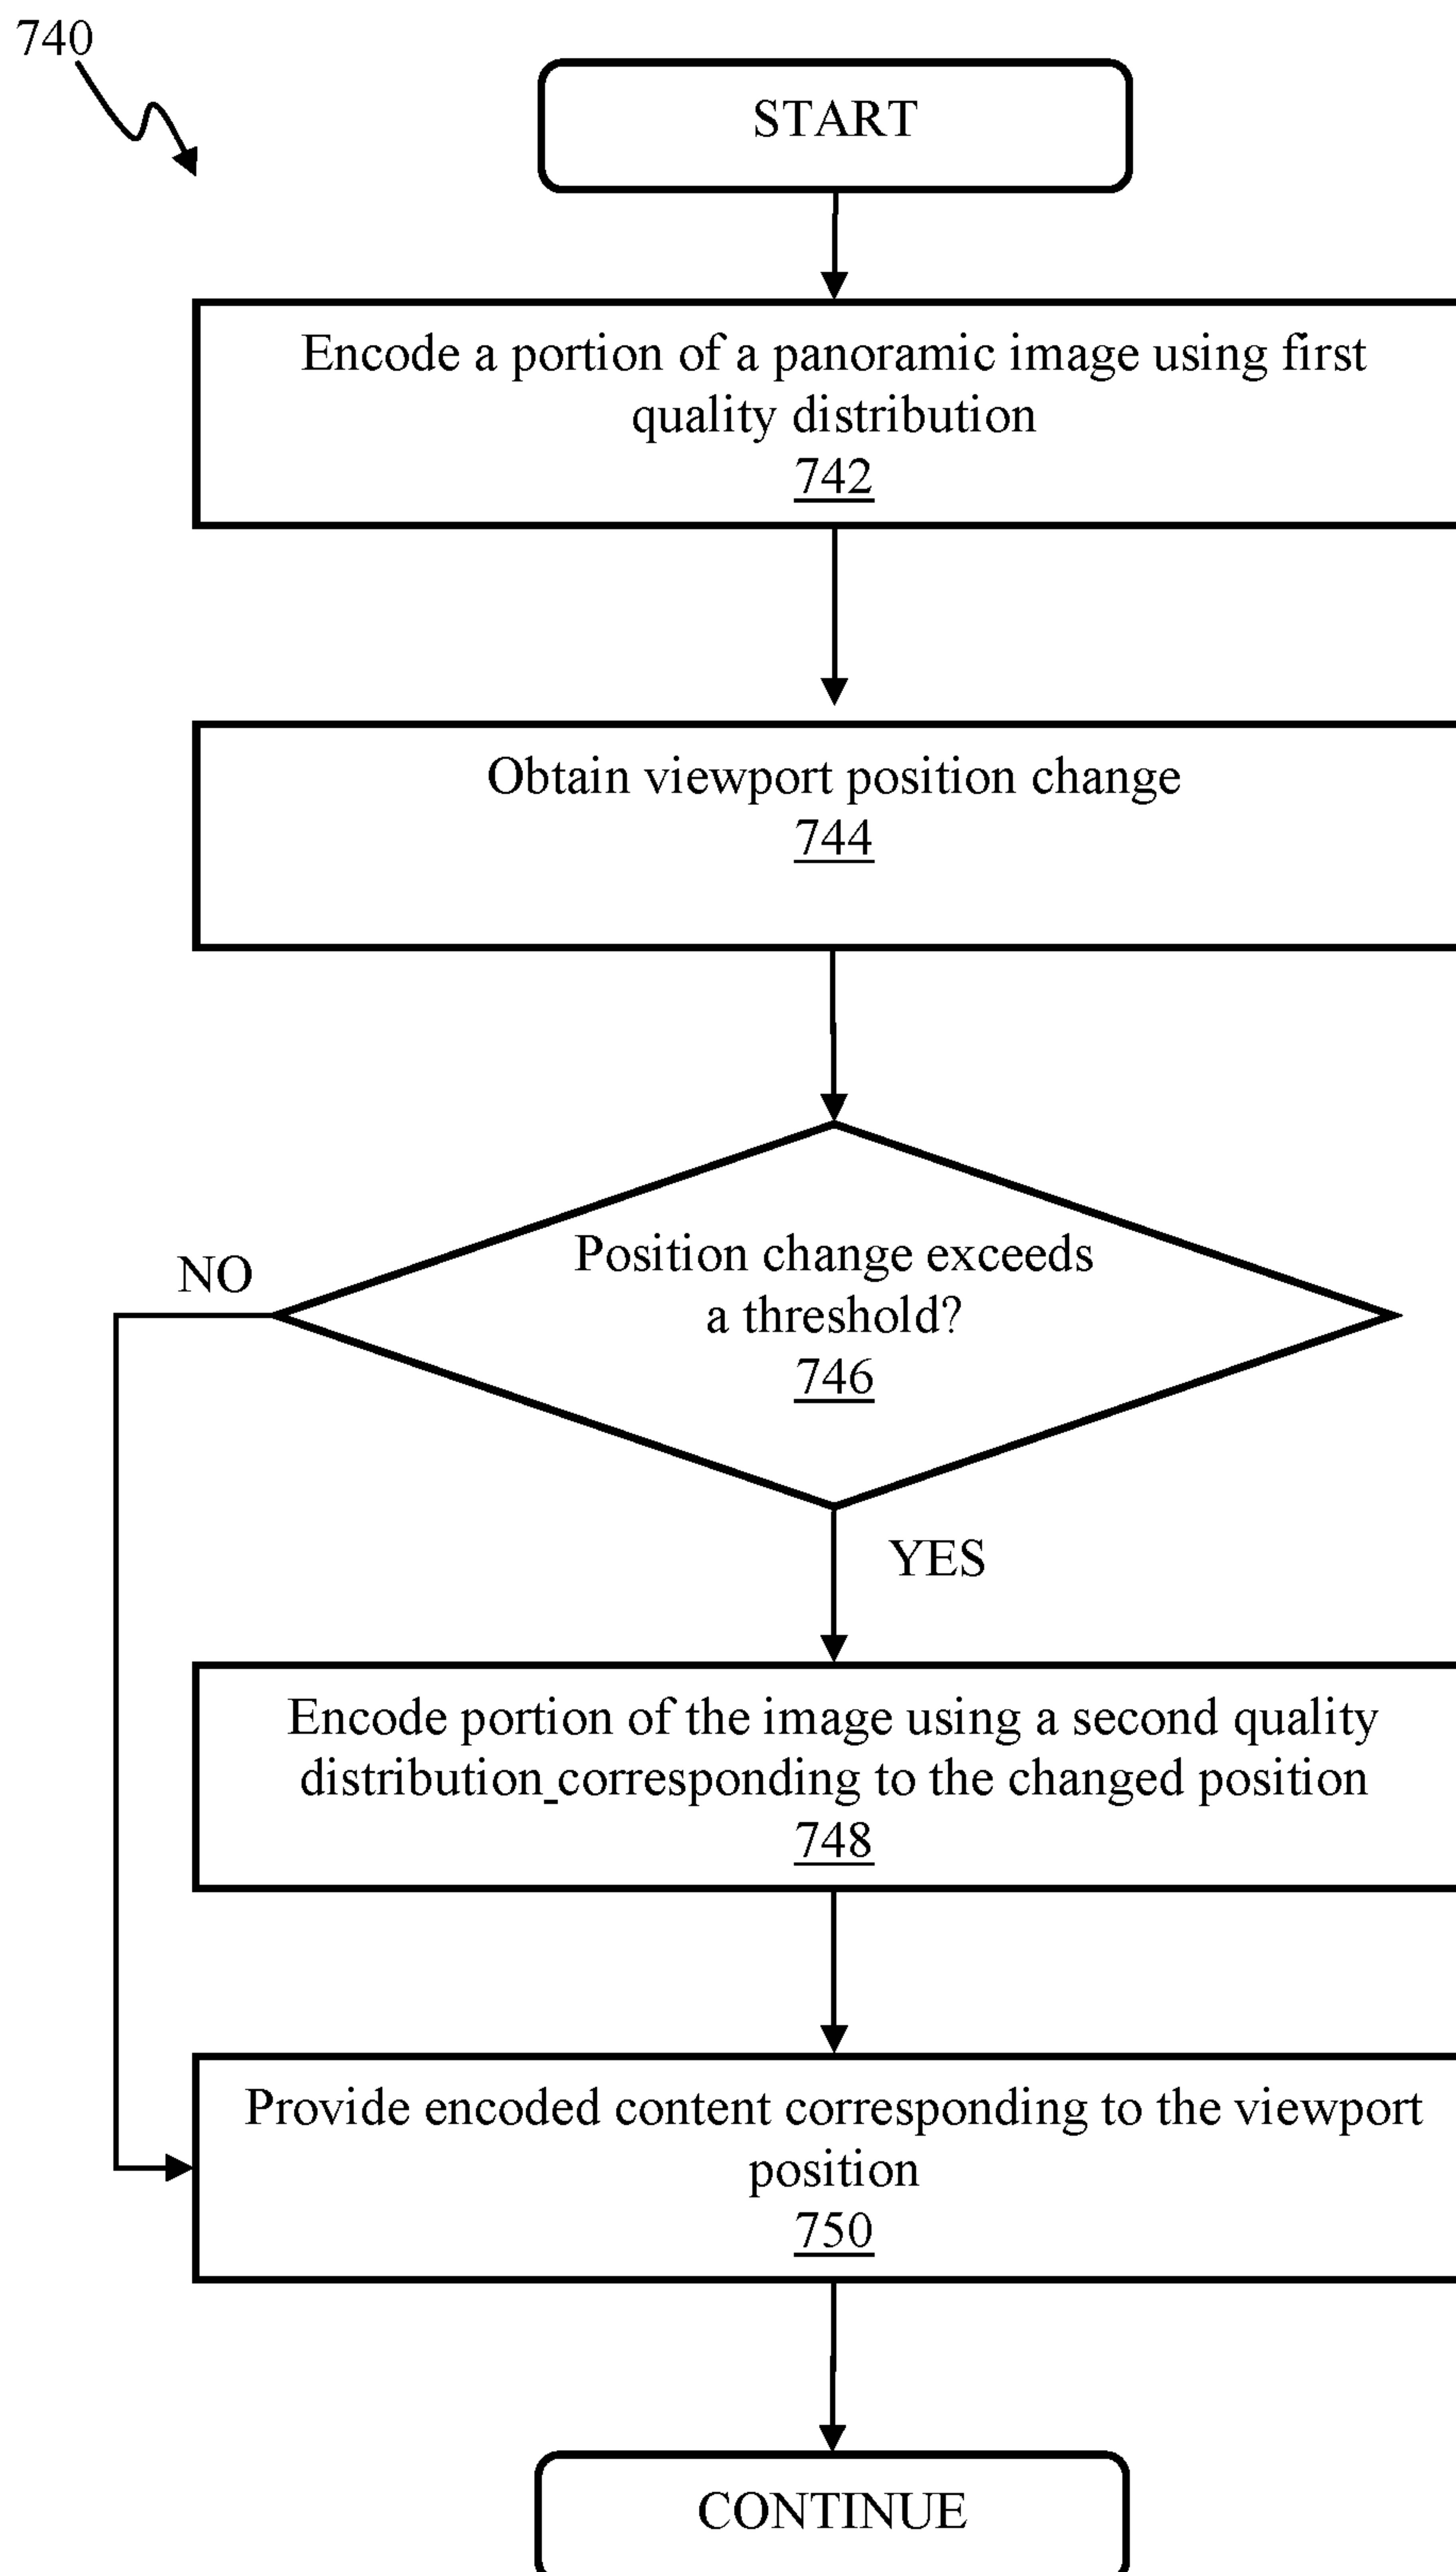 740
START
Encode a portion of a panoramic image using first
quality distribution
742
Obtain viewport position change
744
Position change exceeds
a threshold?
746
NO
YES
Encode portion of the image using a second quality
distribution corresponding to the changed position
748
Provide encoded content corresponding to the viewport
position
750
CONTINUE